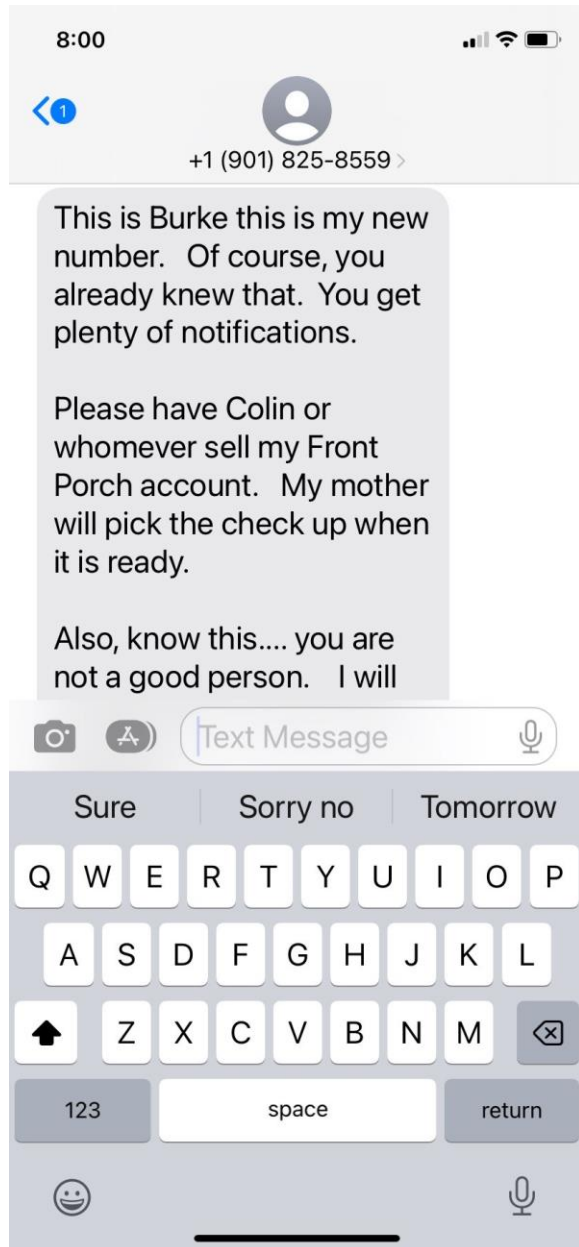 8:00
1
+1 (901) 825-8559
This is Burke this is my new
number. Of course, you
already knew that. You get
plenty of notifications.
Please have Colin or
whomever sell my Front
Porch account. My mother
will pick the check up when
it is ready.
Also, know this.... you are
not a good person. I will
Text Message
Sure Sorry no Tomorrow
Q W E R T Y U I O P
A S D F G H J K L
Z X C V B N M
123 space return